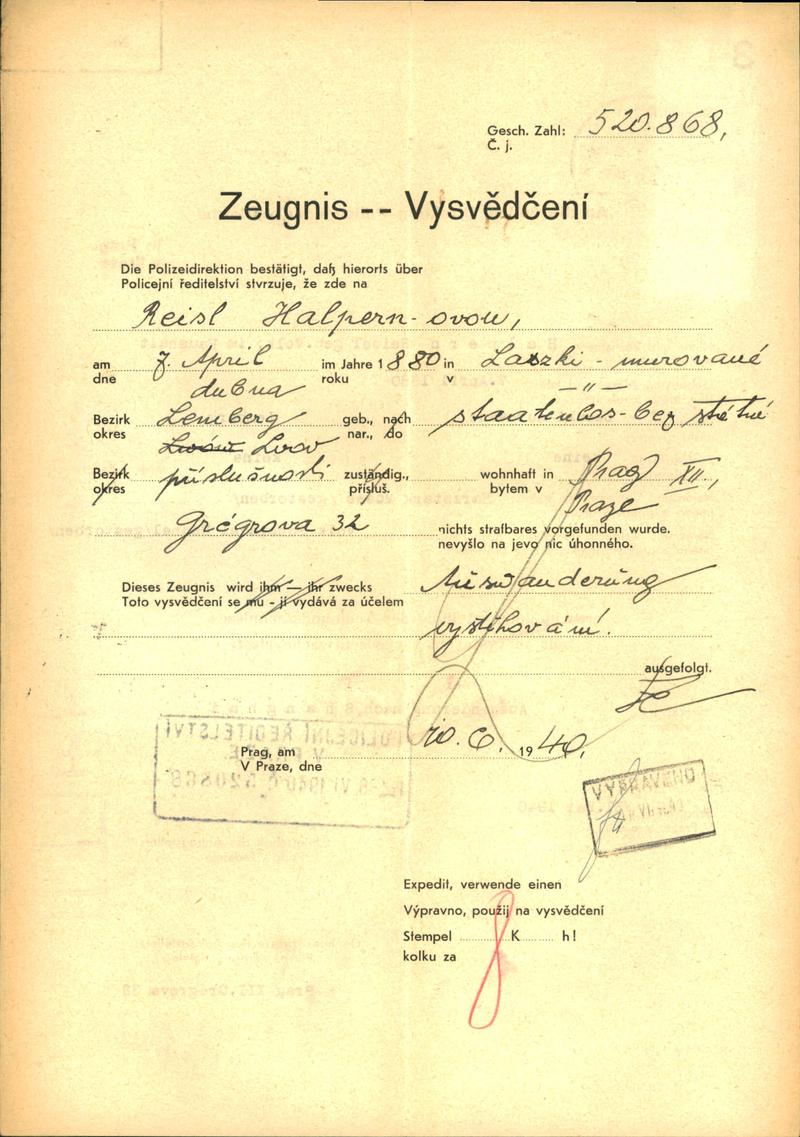 Gesch. Zahl: 520.868,
Č. j.
Zeugnis -- Vysvědčení
Die Polizeidirektion bestätigt, daß hierorts über
Policejní ředitelství stvrzuje, že zde na
Reisl Halpern-ovou,
am 7. April im Jahre 1880 in Laszki - murované
dne dubna roku v — „ —
Bezirk Lemberg geb., nach staatenlos - bez státné
okres Lwów Lvov nar., do
Bezirk příslušnosti zuständig., wohnhaft in Prag XII,
okres přísluš. bytem v Praze
Grégrova 32 nichts strafbares vorgefunden wurde.
nevyšlo na jevo nic úhonného.
Dieses Zeugnis wird ihm — ihr zwecks Auswanderung
Toto vysvědčení se mu - jí vydává za účelem
vystěhování.
ausgefolgt.
Prag, am 10. 6. 1940.
V Praze, dne
POLICEJNÍ ŘEDITELSTVÍ
V PRAZE
VYPRAVENO
Expedit, verwende einen
Výpravno, použij na vysvědčení
Stempel K h!
kolku za